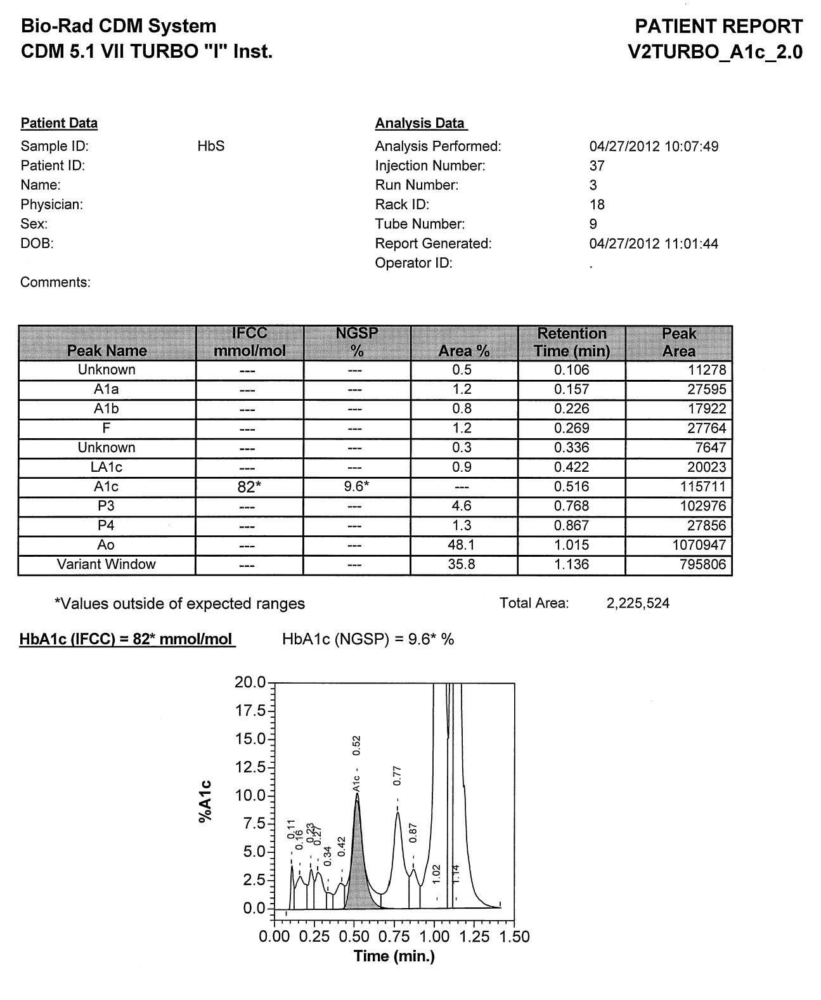 Bio-Rad CDM System PATIENT REPORT
CDM 5.1 VII TURBO "I" Inst. V2TURBO_A1c_2.0
Patient Data Analysis Data
Sample ID: HbS Analysis Performed: 04/27/2012 10:07:49
Patient ID: Injection Number: 37
Name: Run Number: 3
Physician: Rack ID: 18
Sex: Tube Number: 9
DOB: Report Generated: 04/27/2012 11:01:44
Operator ID: .
Comments:
IFCC NGSP Retention Peak
Peak Name mmol/mol % Area % Time (min) Area
Unknown --- --- 0.5 0.106 11278
A1a --- --- 1.2 0.157 27595
A1b --- --- 0.8 0.226 17922
F --- --- 1.2 0.269 27764
Unknown --- --- 0.3 0.336 7647
LA1c --- --- 0.9 0.422 20023
A1c 82* 9.6* --- 0.516 115711
P3 --- --- 4.6 0.768 102976
P4 --- --- 1.3 0.867 27856
Ao --- --- 48.1 1.015 1070947
Variant Window --- --- 35.8 1.136 795806
*Values outside of expected ranges Total Area: 2,225,524
HbA1c (IFCC) = 82* mmol/mol HbA1c (NGSP) = 9.6* %
%A1c
20.0
17.5
15.0
12.5
10.0
7.5
5.0
2.5
0.0
0.11
0.16
0.23
0.27
0.34
0.42
A1c - 0.52
0.77
0.87
1.02
1.14
0.00 0.25 0.50 0.75 1.00 1.25 1.50
Time (min.)